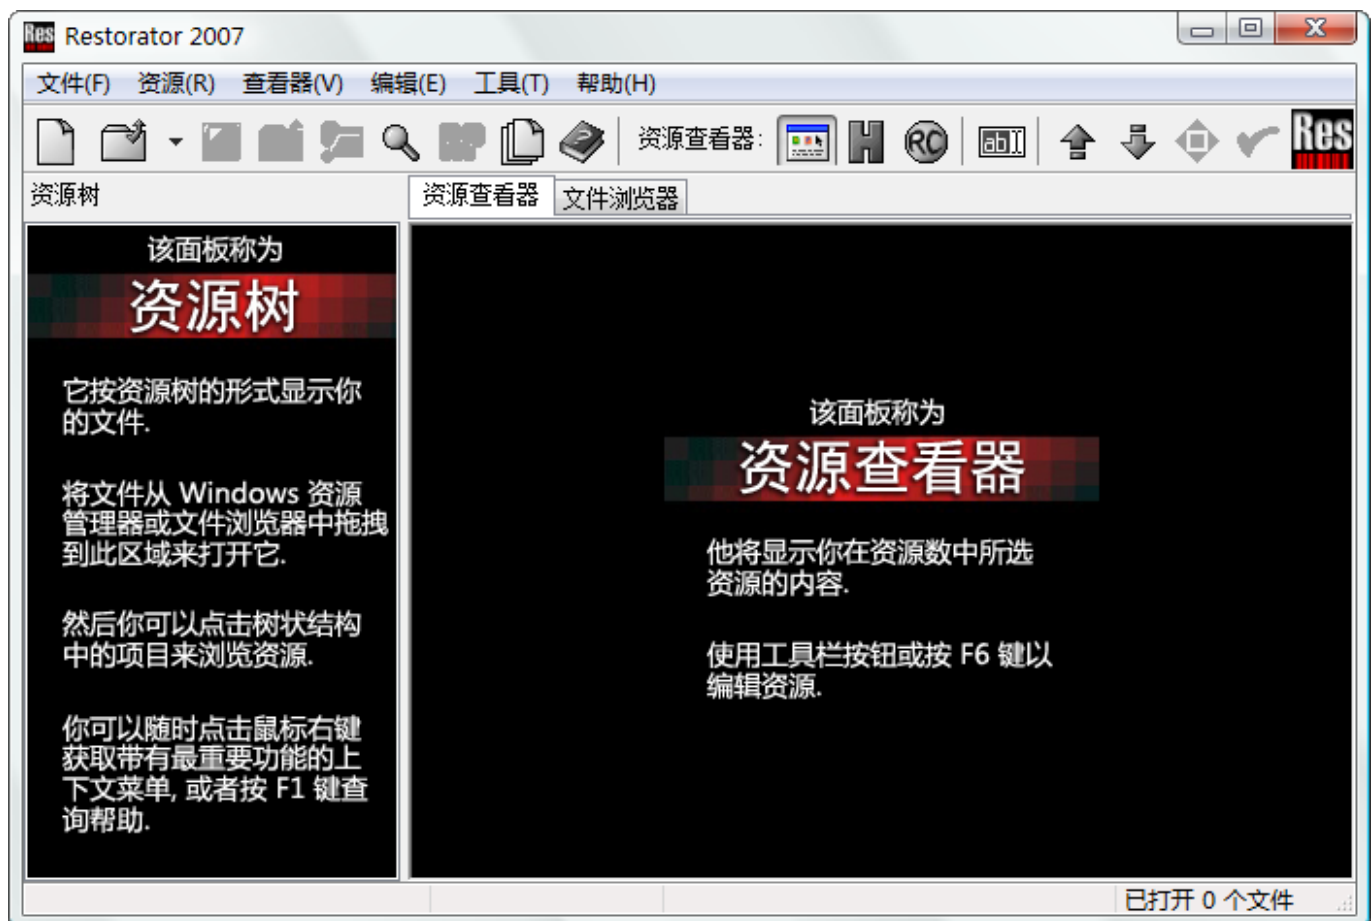 Res Restorator 2007
文件(F) 资源(R) 查看器(V) 编辑(E) 工具(T) 帮助(H)
资源查看器: H RC ab Res
资源树
资源查看器 文件浏览器
该面板称为
资源树
它按资源树的形式显示你
的文件.
将文件从 Windows 资源
管理器或文件浏览器中拖拽
到此区域来打开它.
然后你可以点击树状结构
中的项目来浏览资源.
你可以随时点击鼠标右键
获取带有最重要功能的上
下文菜单, 或者按 F1 键查
询帮助.
该面板称为
资源查看器
他将显示你在资源数中所选
资源的内容.
使用工具栏按钮或按 F6 键以
编辑资源.
已打开 0 个文件